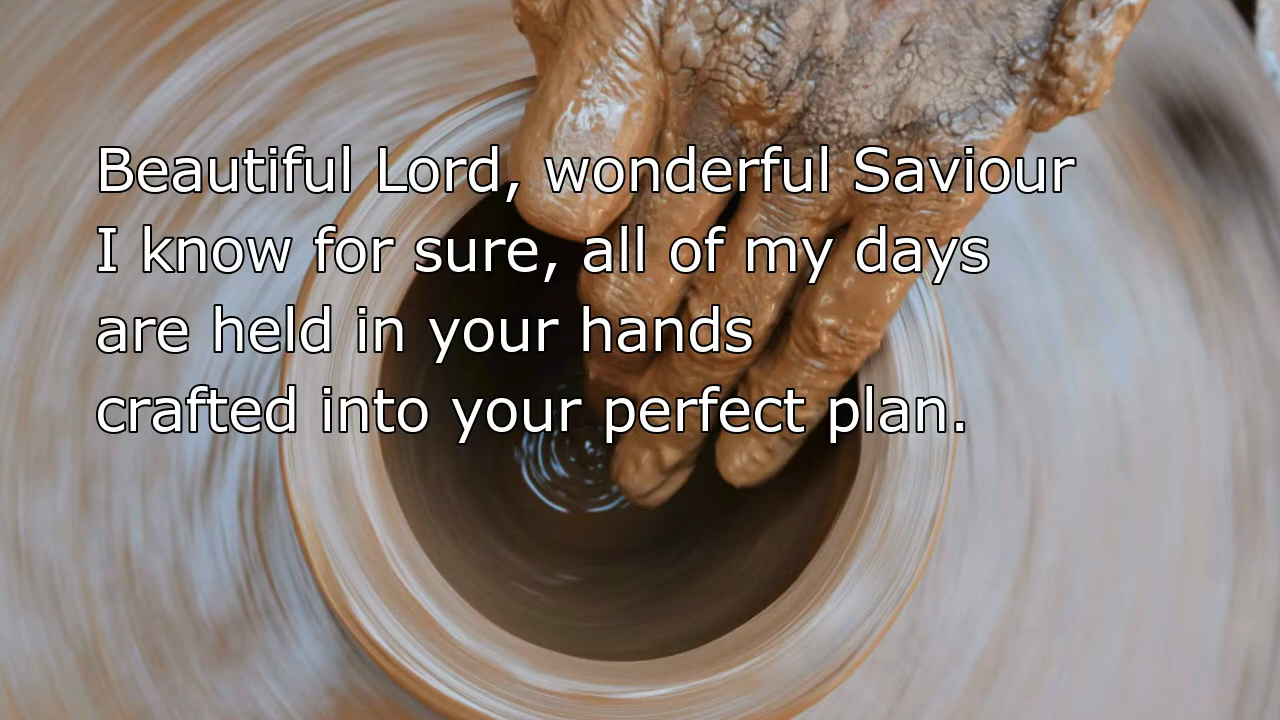 Beautiful Lord, wonderful Saviour
I know for sure, all of my days
are held in your hands
crafted into your perfect plan.